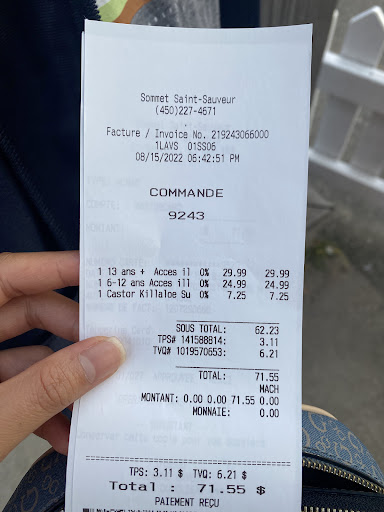 Sommet Saint-Sauveur
(450)227-4671
Facture / Invoice No. 219243066000
1LAVS 01SS06
08/15/2022 06:42:51 PM
COMMANDE
9243
1 13 ans + Acces il 0% 29.99 29.99
1 6-12 ans Acces il 0% 24.99 24.99
1 Castor Killaloe Su 0% 7.25 7.25
SOUS TOTAL: 62.23
TPS# 141588814: 3.11
TVQ# 1019570653: 6.21
TOTAL: 71.55
MACH
MONTANT: 0.00 0.00 71.55 0.00
MONNAIE: 0.00
TPS: 3.11 $ TVQ: 6.21 $
Total : 71.55 $
PAIEMENT REÇU